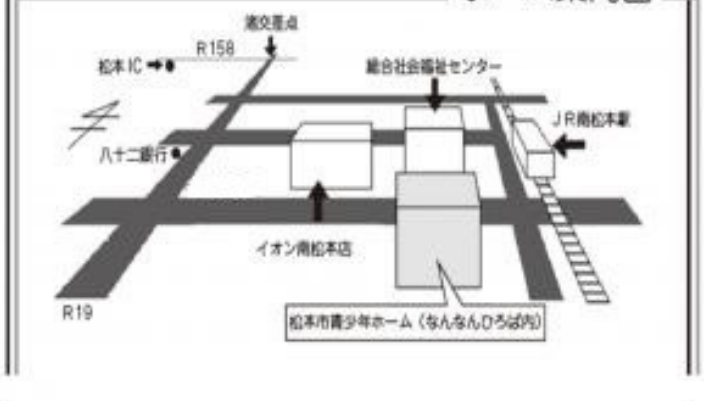 渚交差点
R158
松本IC
総合社会福祉センター
JR南松本駅
八十二銀行
イオン南松本店
R19
松本市青少年ホーム（なんなんひろば内）